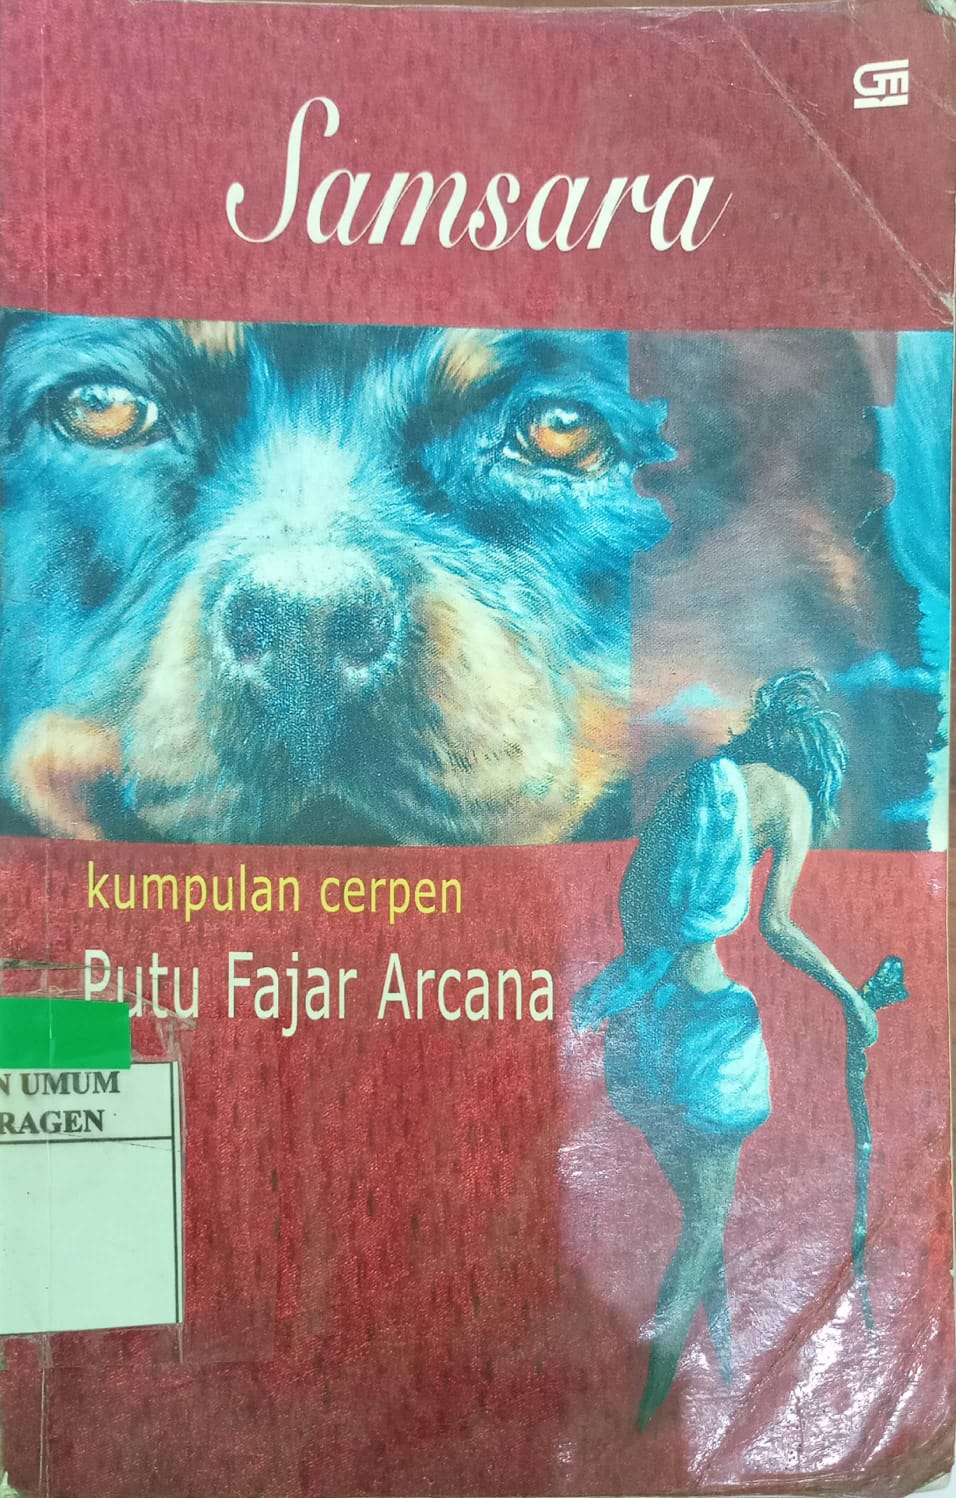 Samsara
kumpulan cerpen
Putu Fajar Arcana
N UMUM
RAGEN